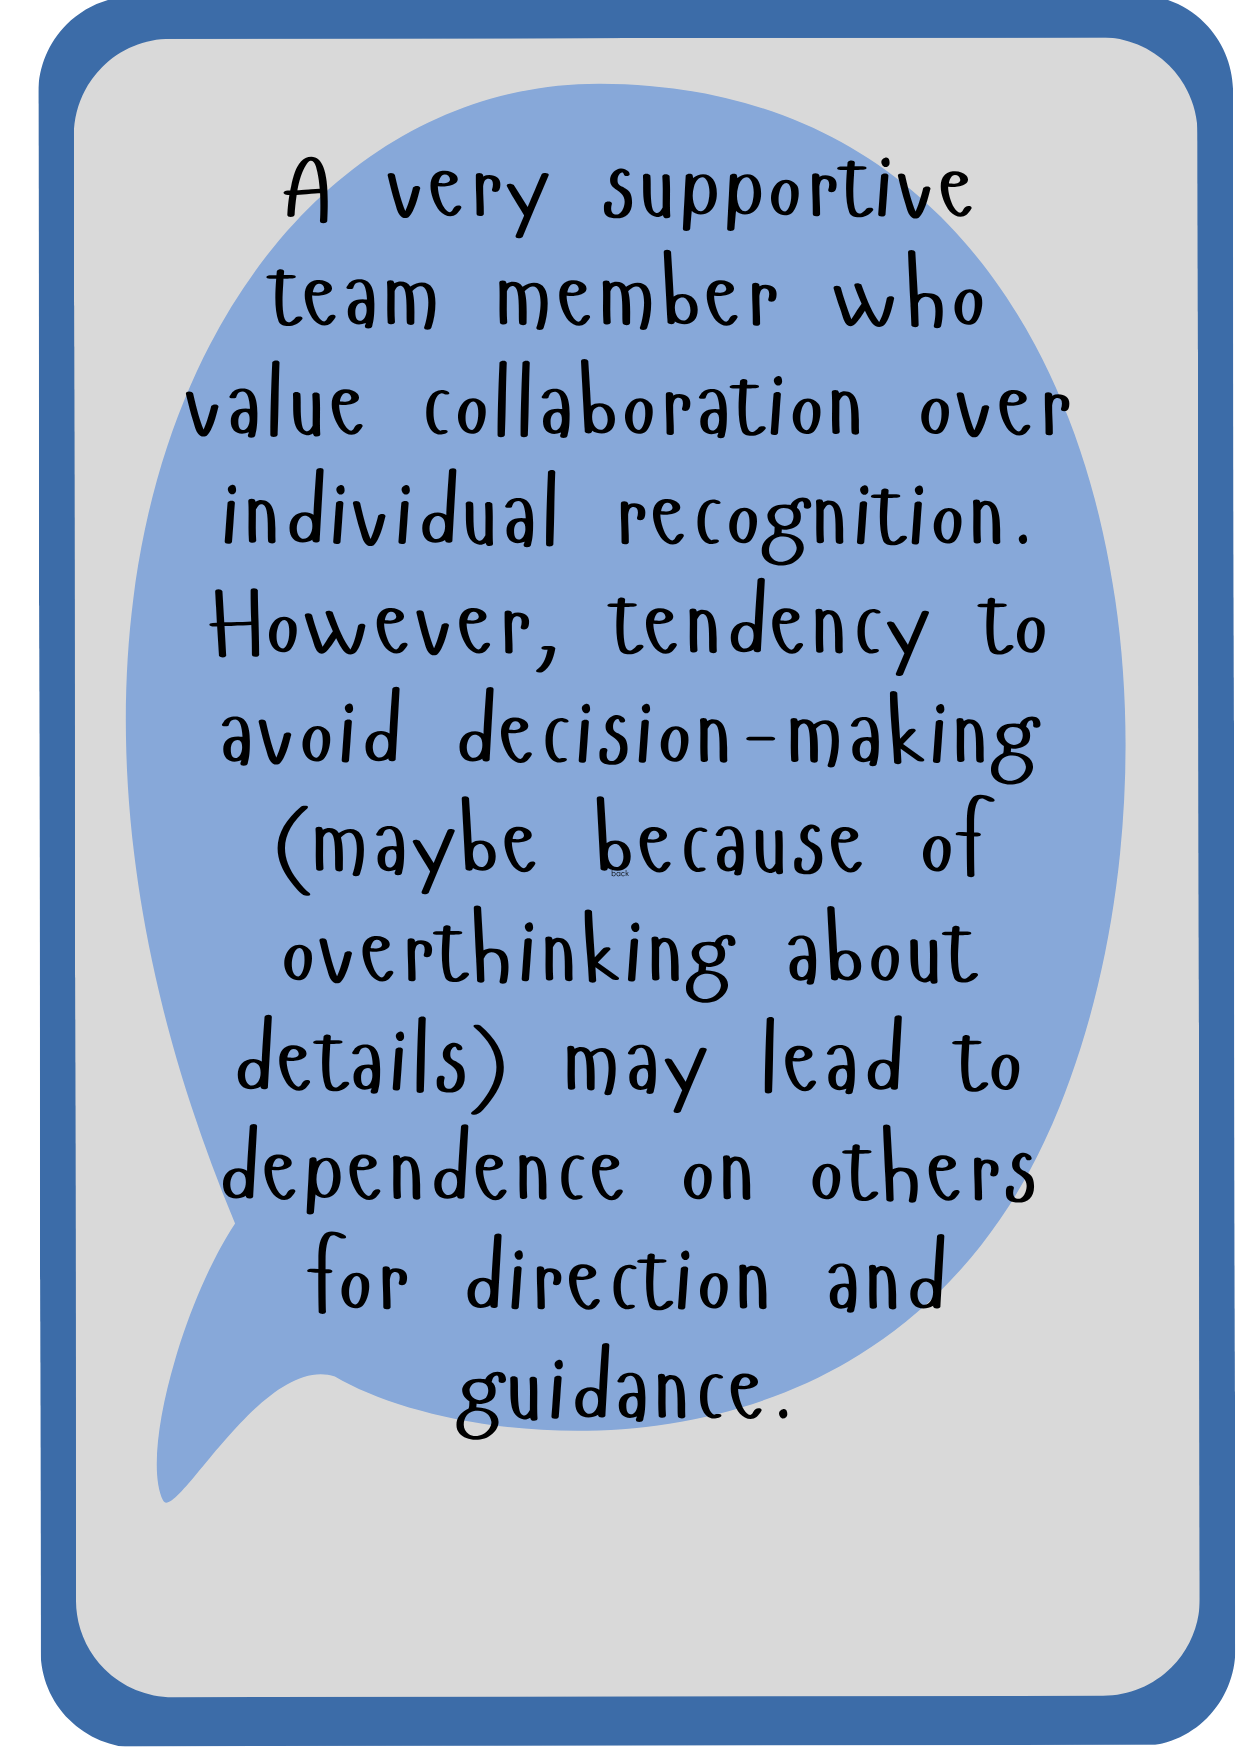 A very supportive
team member who
value collaboration over
individual recognition.
However, tendency to
avoid decision-making
(maybe because of
back
overthinking about
details) may lead to
dependence on others
for direction and
guidance.